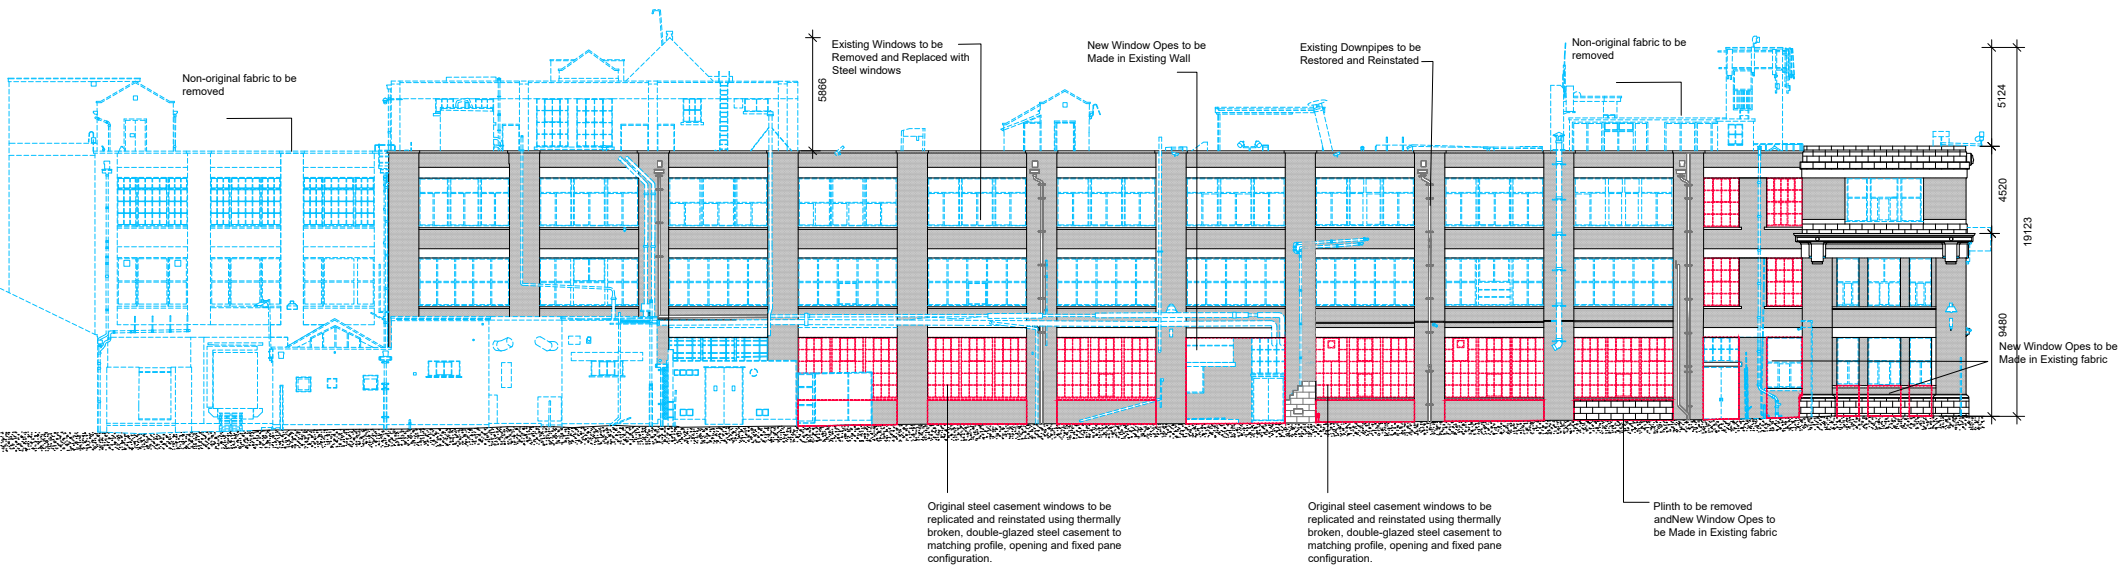 Non-original fabric to be
removed
5866
Existing Windows to be
Removed and Replaced with
Steel windows
New Window Opes to be
Made in Existing Wall
Existing Downpipes to be
Restored and Reinstated
Non-original fabric to be
removed
5124
4520
19123
9480
New Window Opes to be
Made in Existing fabric
Original steel casement windows to be
replicated and reinstated using thermally
broken, double-glazed steel casement to
matching profile, opening and fixed pane
configuration.
Original steel casement windows to be
replicated and reinstated using thermally
broken, double-glazed steel casement to
matching profile, opening and fixed pane
configuration.
Plinth to be removed
andNew Window Opes to
be Made in Existing fabric